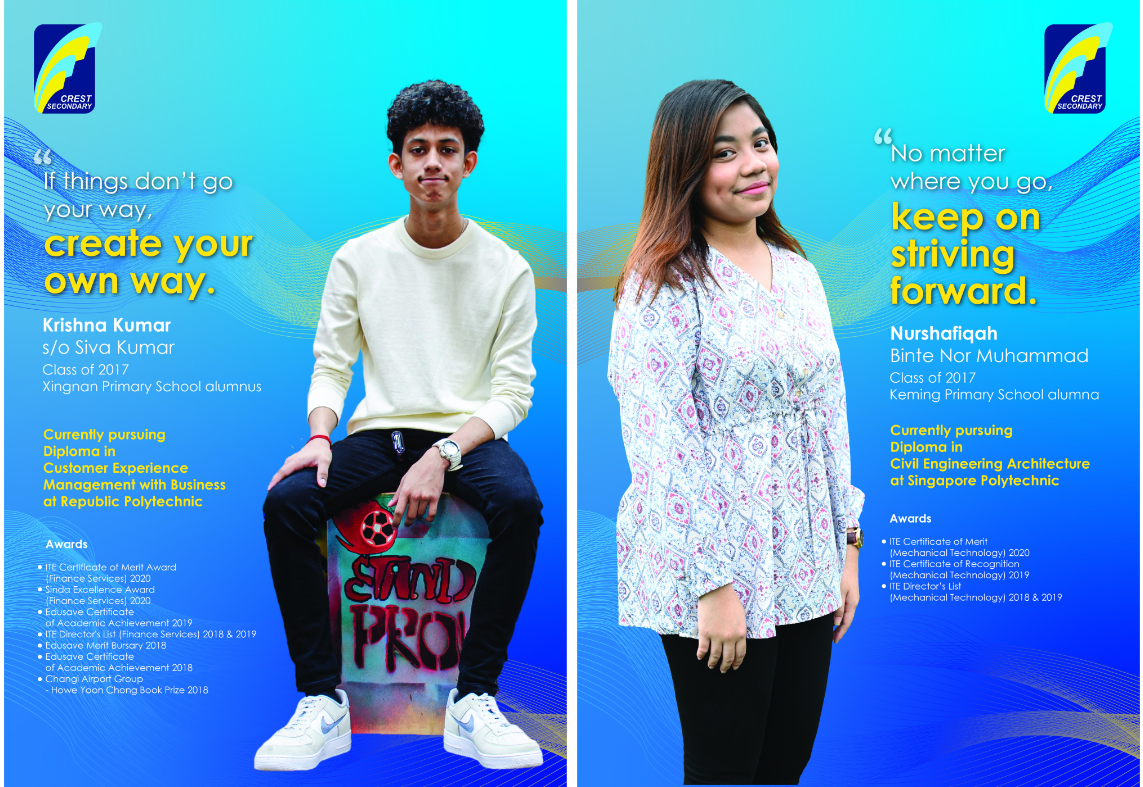 CREST
SECONDARY
“
If things don’t go
your way,
create your
own way.
Krishna Kumar
s/o Siva Kumar
Class of 2017
Xingnan Primary School alumnus
Currently pursuing
Diploma in
Customer Experience
Management with Business
at Republic Polytechnic
Awards
• ITE Certificate of Merit Award
(Finance Services) 2020
• Sinda Excellence Award
(Finance Services) 2020
• Edusave Certificate
of Academic Achievement 2019
• ITE Director's List (Finance Services) 2018 & 2019
• Edusave Merit Bursary 2018
• Edusave Certificate
of Academic Achievement 2018
• Changi Airport Group
- Howe Yoon Chong Book Prize 2018
STAND
CREST
SECONDARY
“
No matter
where you go,
keep on
striving
forward.
Nurshafiqah
Binte Nor Muhammad
Class of 2017
Keming Primary School alumna
Currently pursuing
Diploma in
Civil Engineering Architecture
at Singapore Polytechnic
Awards
• ITE Certificate of Merit
(Mechanical Technology) 2020
• ITE Certificate of Recognition
(Mechanical Technology) 2019
• ITE Director’s List
(Mechanical Technology) 2018 & 2019